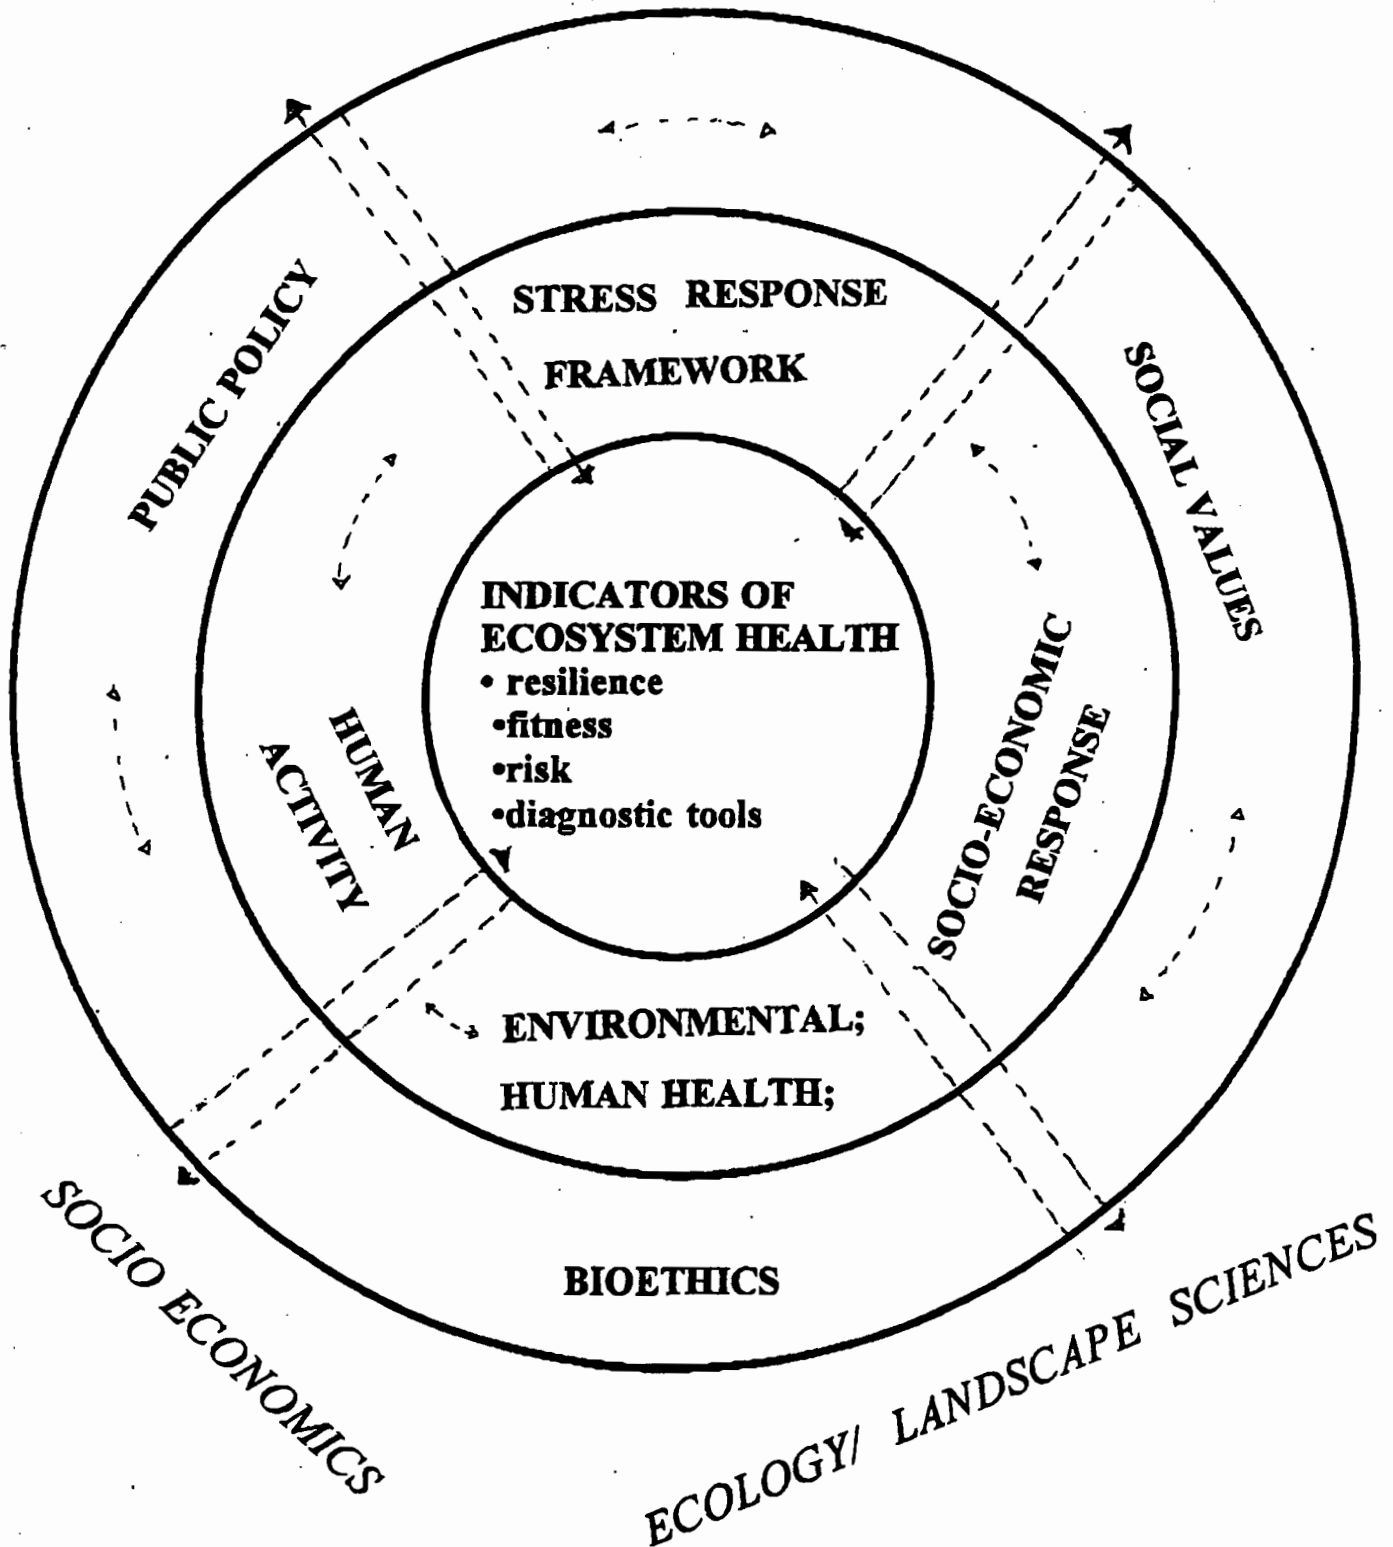 STRESS RESPONSE
FRAMEWORK
PUBLIC POLICY
SOCIAL VALUES
INDICATORS OF
ECOSYSTEM HEALTH
• resilience
•fitness
•risk
•diagnostic tools
HUMAN
ACTIVITY
SOCIO-ECONOMIC
RESPONSE
ENVIRONMENTAL;
HUMAN HEALTH;
BIOETHICS
SOCIO ECONOMICS
ECOLOGY/ LANDSCAPE SCIENCES